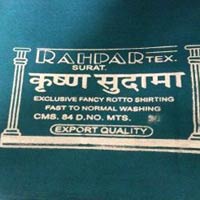 RAHPAR TEX.
SURAT.
कृष्ण सुदामा
EXCLUSIVE FANCY ROTTO SHIRTING
FAST TO NORMAL WASHING
CMS. 84 D.NO. MTS.
EXPORT QUALITY